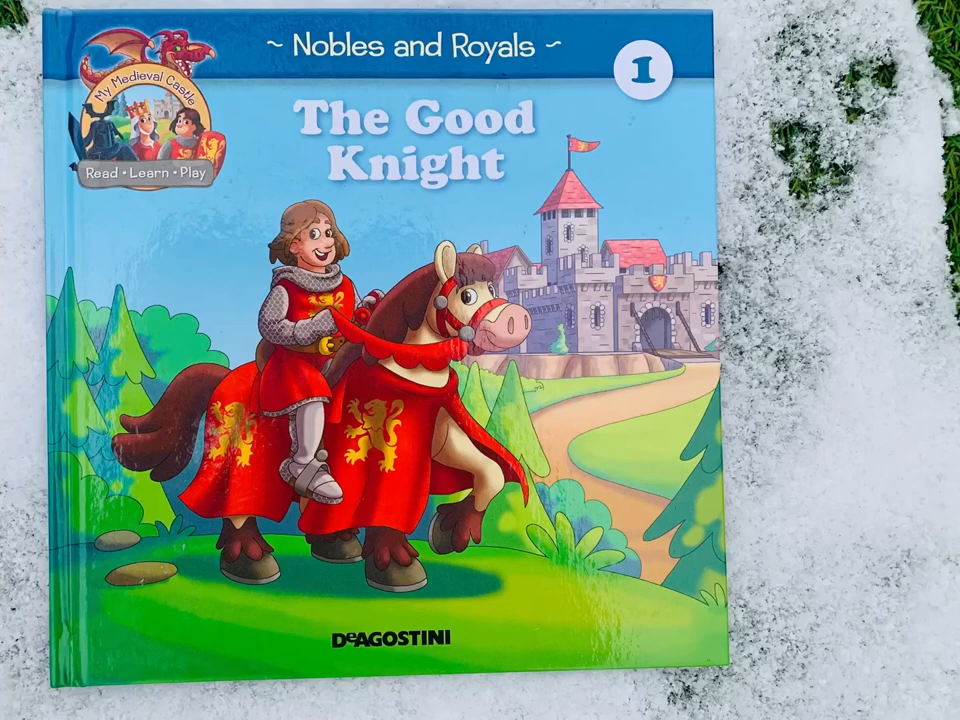 ~ Nobles and Royals ~
1
My Medieval Castle
Read • Learn • Play
The Good
Knight
DeAGOSTINI